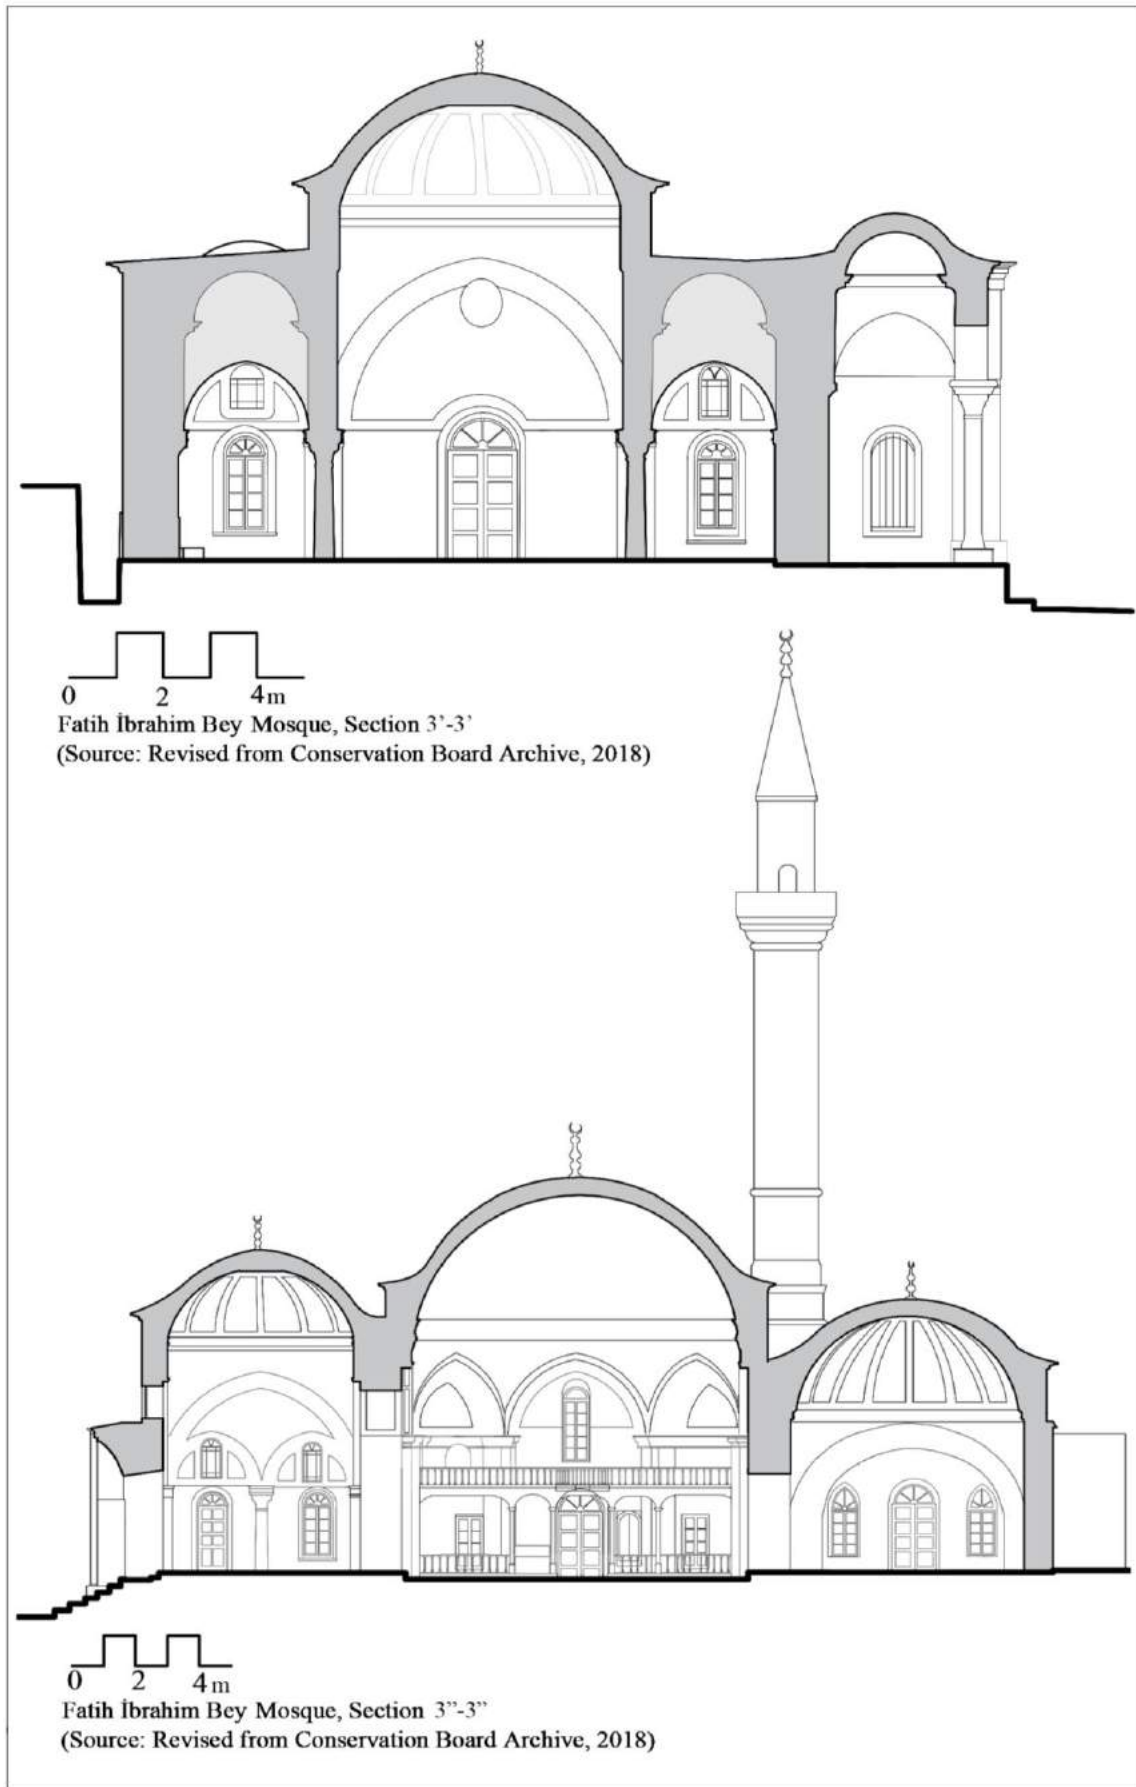 0 2 4m
Fatih İbrahim Bey Mosque, Section 3’-3’
(Source: Revised from Conservation Board Archive, 2018)
0 2 4m
Fatih İbrahim Bey Mosque, Section 3”-3”
(Source: Revised from Conservation Board Archive, 2018)